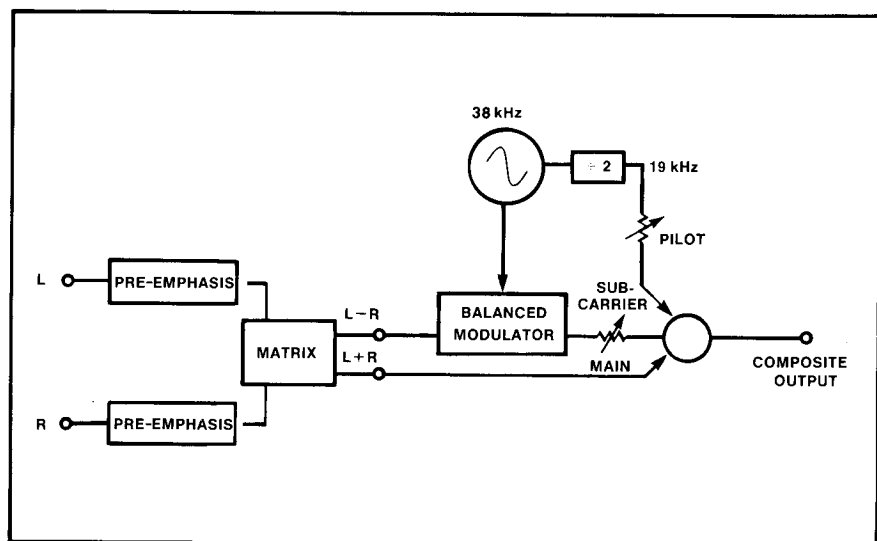 38 kHz
÷ 2
19 kHz
PILOT
L
PRE-EMPHASIS
SUB-
CARRIER
L−R
BALANCED
MODULATOR
MATRIX
L+R
MAIN
COMPOSITE
OUTPUT
R
PRE-EMPHASIS